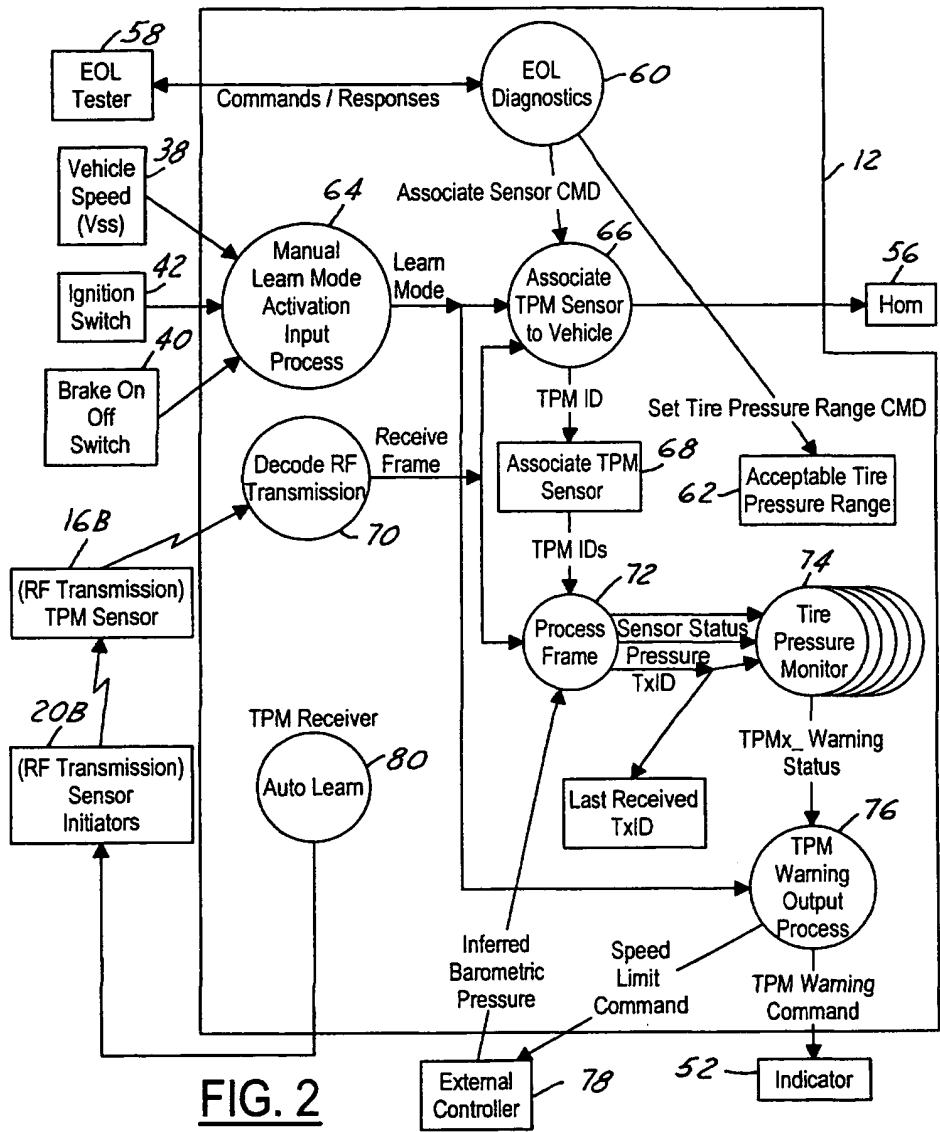 58
EOL
Tester
Commands / Responses
EOL
Diagnostics
60
38
Vehicle
Speed
(Vss)
12
Associate Sensor CMD
64
Manual
Learn Mode
Activation
Input
Process
Learn
Mode
66
Associate
TPM Sensor
to Vehicle
56
Horn
42
Ignition
Switch
40
Brake On
Off
Switch
TPM ID
Set Tire Pressure Range CMD
Decode RF
Transmission
70
Receive
Frame
Associate TPM
Sensor
68
62
Acceptable Tire
Pressure Range
16B
(RF Transmission)
TPM Sensor
TPM IDs
72
Process
Frame
Sensor Status
Pressure
TxID
74
Tire
Pressure
Monitor
20B
(RF Transmission)
Sensor
Initiators
TPM Receiver
Auto Learn
80
TPMx_ Warning
Status
Last Received
TxID
76
TPM
Warning
Output
Process
Inferred
Barometric
Pressure
Speed
Limit
Command
TPM Warning
Command
FIG. 2
External
Controller
78
52
Indicator